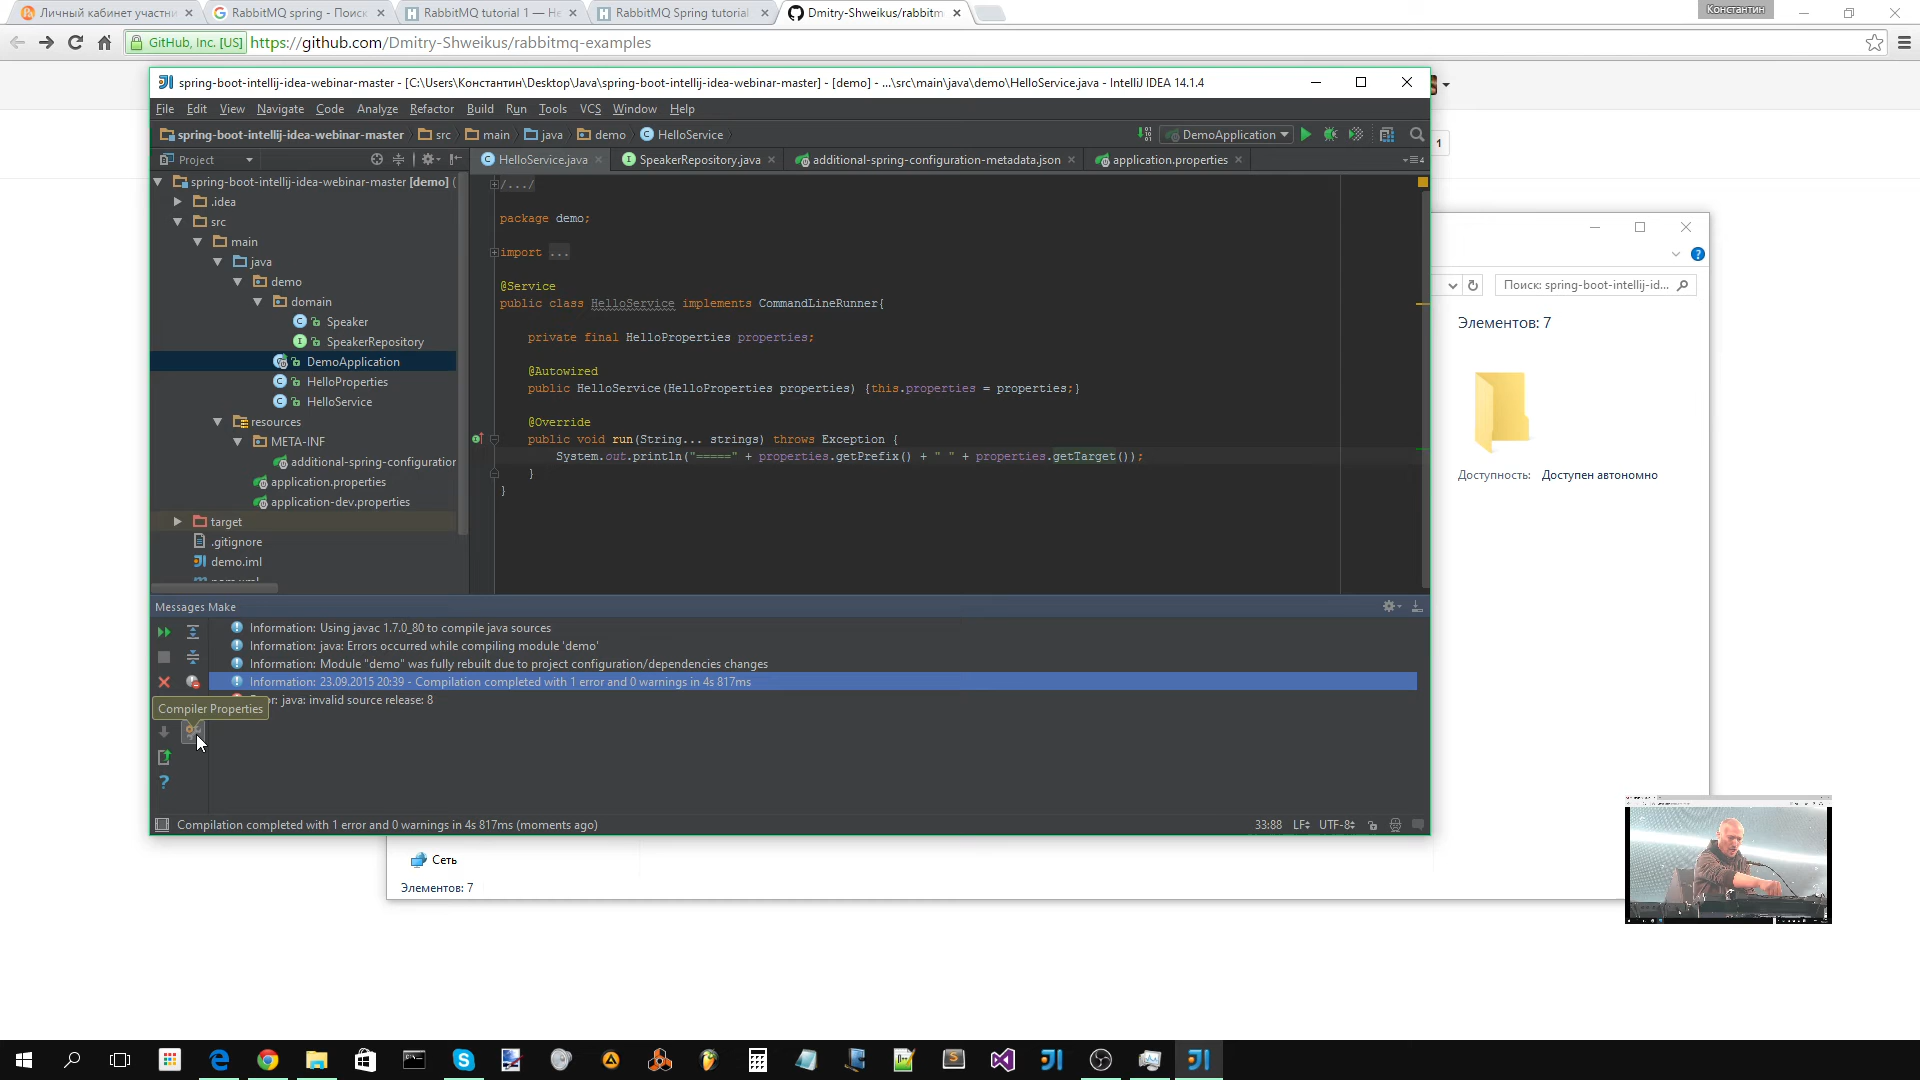 Личный кабинет участни
RabbitMQ spring - Поиск
RabbitMQ tutorial 1 — He
RabbitMQ Spring tutorial
Dmitry-Shweikus/rabbitm
Константин
GitHub, Inc. [US]
https://github.com/Dmitry-Shweikus/rabbitmq-examples
spring-boot-intellij-idea-webinar-master - [C:\Users\Константин\Desktop\Java\spring-boot-intellij-idea-webinar-master] - [demo] - ...\src\main\java\demo\HelloService.java - IntelliJ IDEA 14.1.4
File Edit View Navigate Code Analyze Refactor Build Run Tools VCS Window Help
spring-boot-intellij-idea-webinar-master src main java demo HelloService
DemoApplication
1
Project
HelloService.java
SpeakerRepository.java
additional-spring-configuration-metadata.json
application.properties
4
spring-boot-intellij-idea-webinar-master [demo] (
.idea
src
main
java
demo
domain
Speaker
SpeakerRepository
DemoApplication
HelloProperties
HelloService
resources
META-INF
additional-spring-configuration
application.properties
application-dev.properties
target
.gitignore
demo.iml
/.../
package demo;
import ...
@Service
public class HelloService implements CommandLineRunner{
private final HelloProperties properties;
@Autowired
public HelloService(HelloProperties properties) {this.properties = properties;}
@Override
public void run(String... strings) throws Exception {
System.out.println("=====" + properties.getPrefix() + " " + properties.getTarget());
}
}
Поиск: spring-boot-intellij-id...
Элементов: 7
Доступность: Доступен автономно
Messages Make
Information: Using javac 1.7.0_80 to compile java sources
Information: java: Errors occurred while compiling module 'demo'
Information: Module "demo" was fully rebuilt due to project configuration/dependencies changes
Information: 23.09.2015 20:39 - Compilation completed with 1 error and 0 warnings in 4s 817ms
java: invalid source release: 8
Compiler Properties
Compilation completed with 1 error and 0 warnings in 4s 817ms (moments ago)
33:88 LF UTF-8
Сеть
Элементов: 7